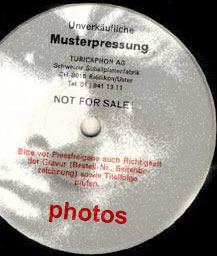 Unverkäufliche
Musterpressung
TURICAPHON AG
Schweizer Schallplattenfabrik
CH-8616 Riedikon/Uster
Tel. 01 / 941 13 11
NOT FOR SALE!
Bitte vor Pressfreigabe auch Richtigkeit
der Gravur (Bestell-Nr., Seitenbe-
zeichnung) sowie Titelfolge
prüfen.
photos